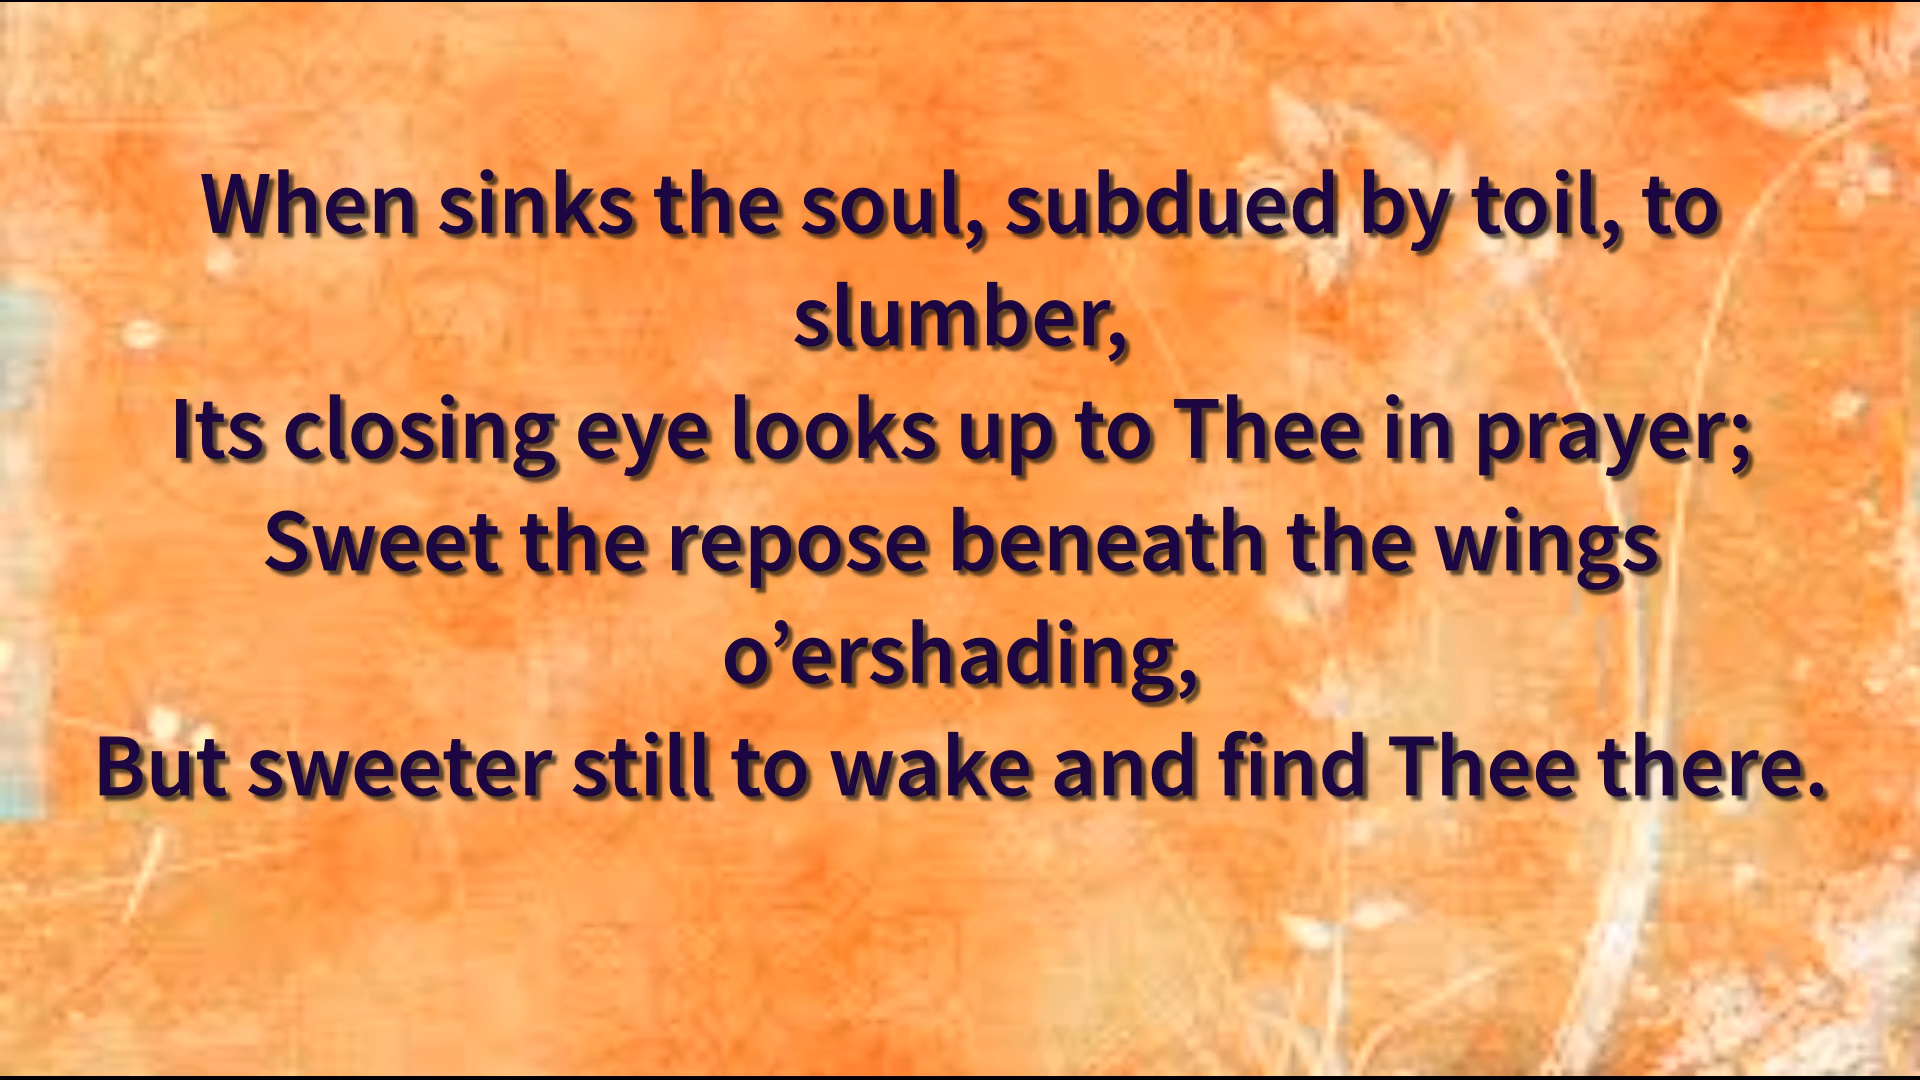 When sinks the soul, subdued by toil, to
slumber,
Its closing eye looks up to Thee in prayer;
Sweet the repose beneath the wings
o’ershading,
But sweeter still to wake and find Thee there.